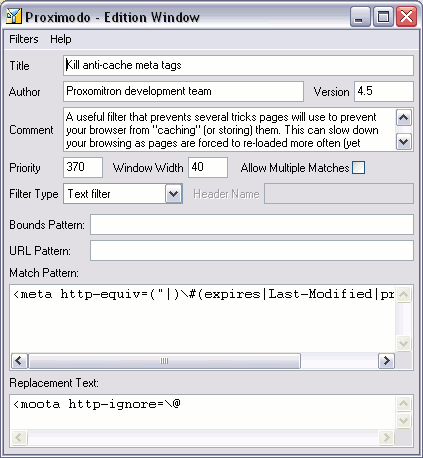 Proximodo - Edition Window
Filters Help
Title Kill anti-cache meta tags
Author Proxomitron development team Version 4.5
Comment A useful filter that prevents several tricks pages will use to prevent
your browser from "caching" (or storing) them. This can slow down
your browsing as pages are forced to re-loaded more often (yet
Priority 370 Window Width 40 Allow Multiple Matches
Filter Type Text filter Header Name
Bounds Pattern:
URL Pattern:
Match Pattern:
<meta http-equiv=("|)\#(expires|Last-Modified|pr
Replacement Text:
<moota http-ignore=\@